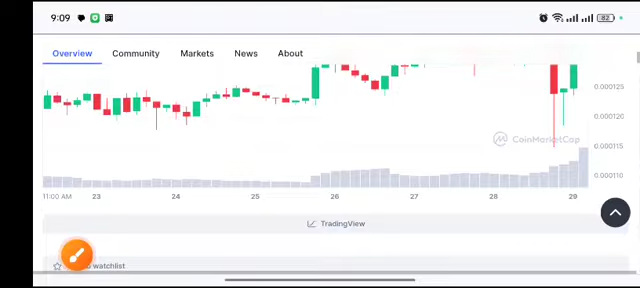 9:09 82
Overview Community Markets News About
0.000125
0.000120
CoinMarketCap
0.000115
0.000110
11:00 AM 23 24 25 26 27 28 29
TradingView
watchlist